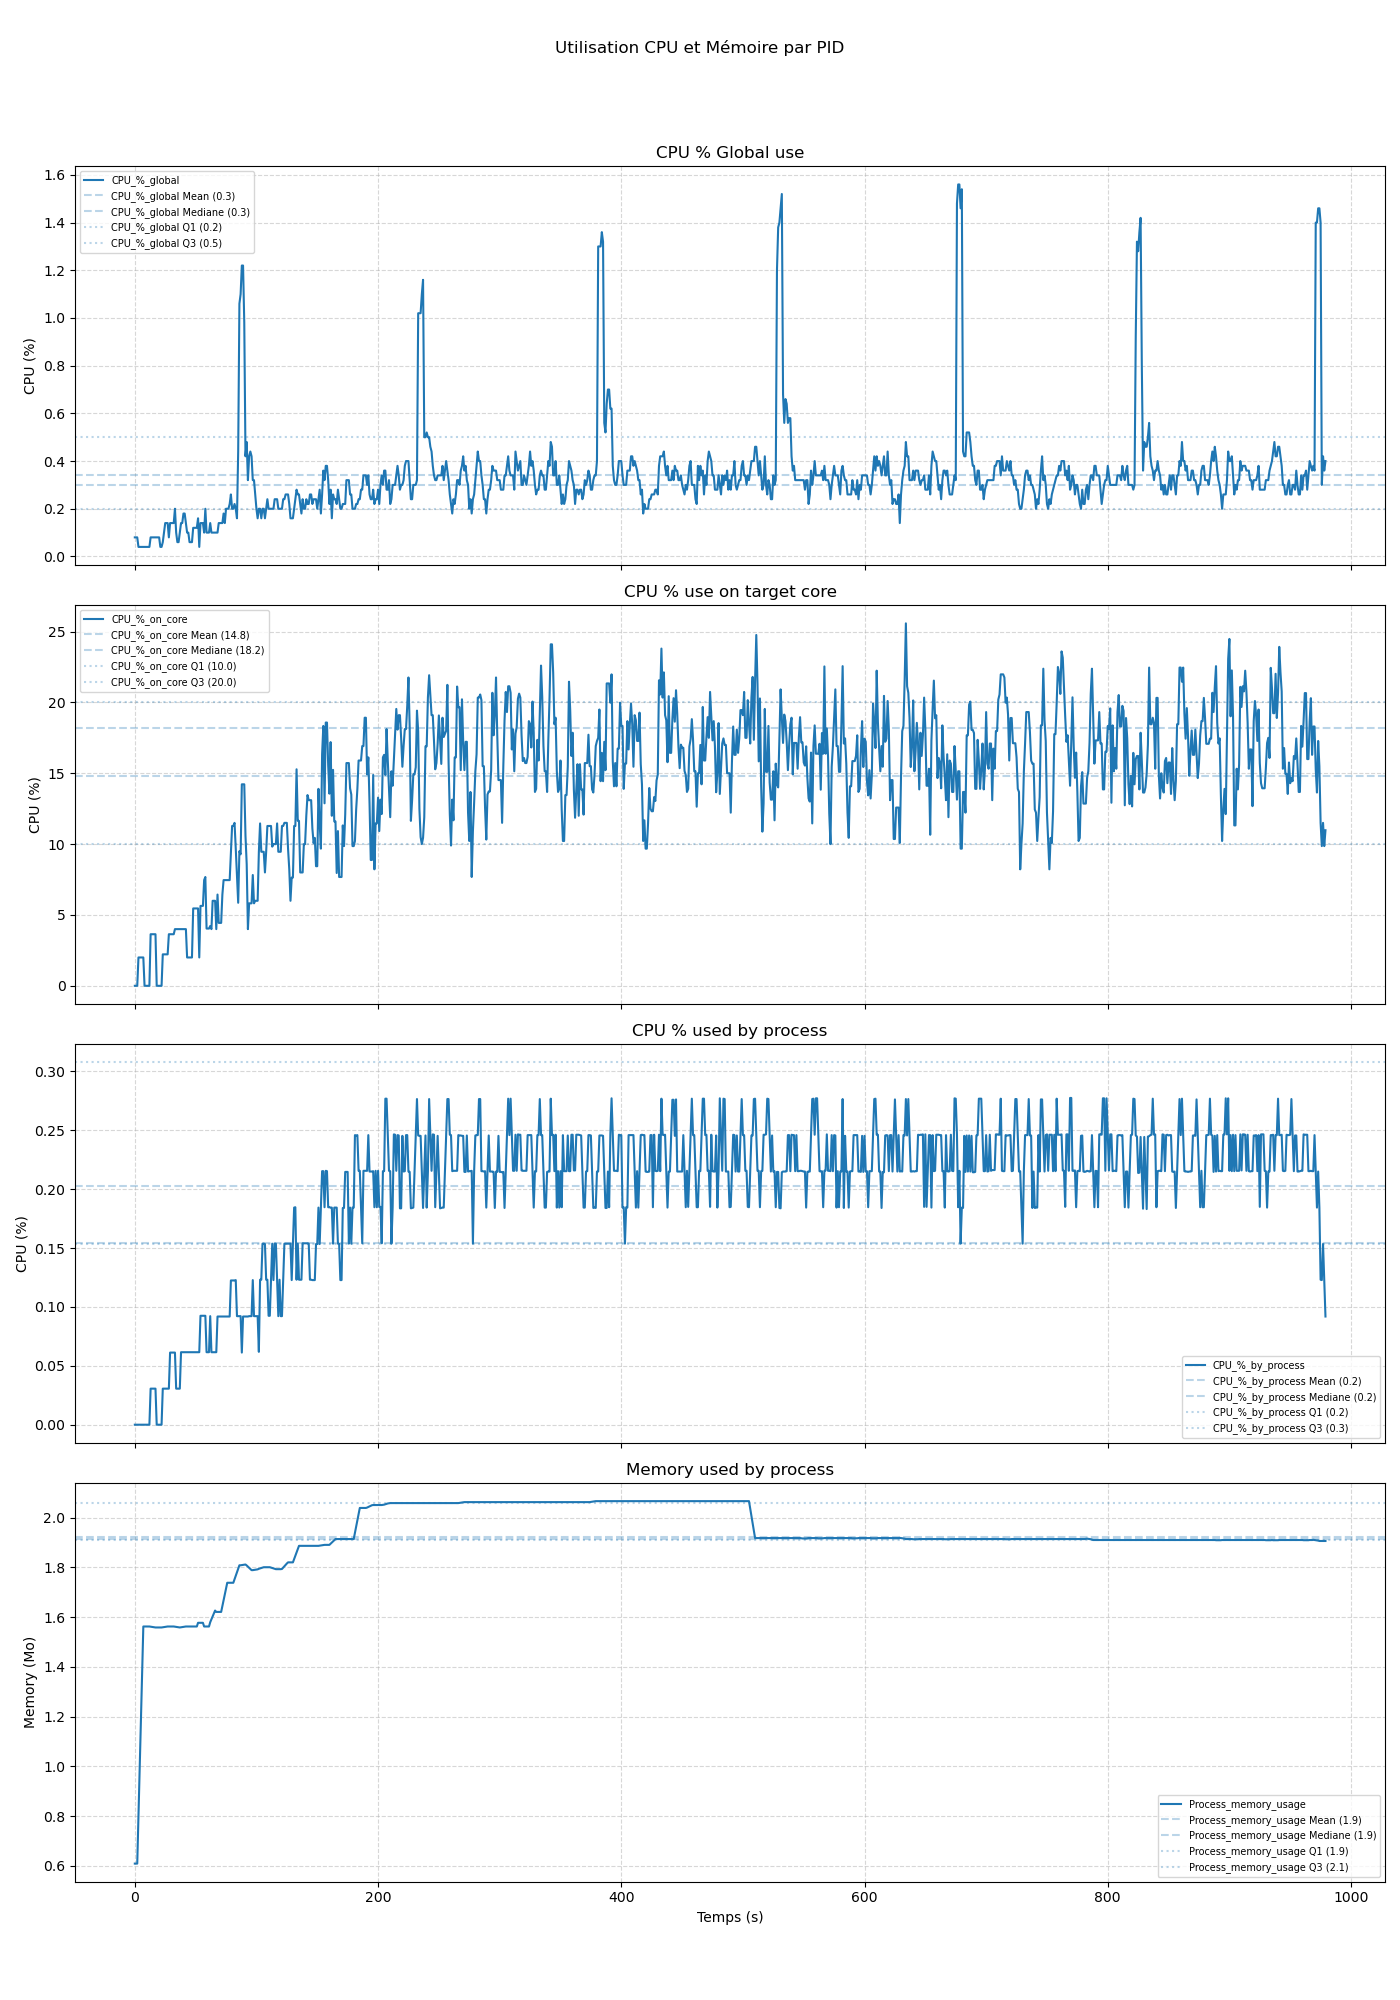 Utilisation CPU et Mémoire par PID
CPU % Global use
1.6
1.4
1.2
1.0
0.8
0.6
0.4
0.2
0.0
CPU (%)
CPU_%_global
CPU_%_global Mean (0.3)
CPU_%_global Mediane (0.3)
CPU_%_global Q1 (0.2)
CPU_%_global Q3 (0.5)
CPU % use on target core
25
20
15
10
5
0
CPU (%)
CPU_%_on_core
CPU_%_on_core Mean (14.8)
CPU_%_on_core Mediane (18.2)
CPU_%_on_core Q1 (10.0)
CPU_%_on_core Q3 (20.0)
CPU % used by process
0.30
0.25
0.20
0.15
0.10
0.05
0.00
CPU (%)
CPU_%_by_process
CPU_%_by_process Mean (0.2)
CPU_%_by_process Mediane (0.2)
CPU_%_by_process Q1 (0.2)
CPU_%_by_process Q3 (0.3)
Memory used by process
2.0
1.8
1.6
1.4
1.2
1.0
0.8
0.6
Memory (Mo)
Process_memory_usage
Process_memory_usage Mean (1.9)
Process_memory_usage Mediane (1.9)
Process_memory_usage Q1 (1.9)
Process_memory_usage Q3 (2.1)
0 200 400 600 800 1000
Temps (s)